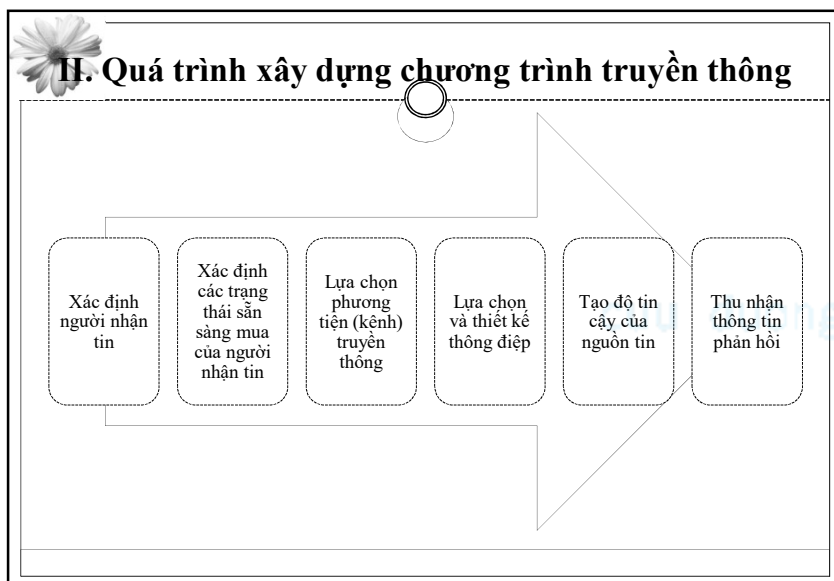 II. Quá trình xây dựng chương trình truyền thông
Xác định
người nhận
tin
Xác định
các trạng
thái sẵn
sàng mua
của người
nhận tin
Lựa chọn
phương
tiện (kênh)
truyền
thông
Lựa chọn
và thiết kế
thông điệp
Tạo độ tin
cậy của
nguồn tin
Thu nhận
thông tin
phản hồi